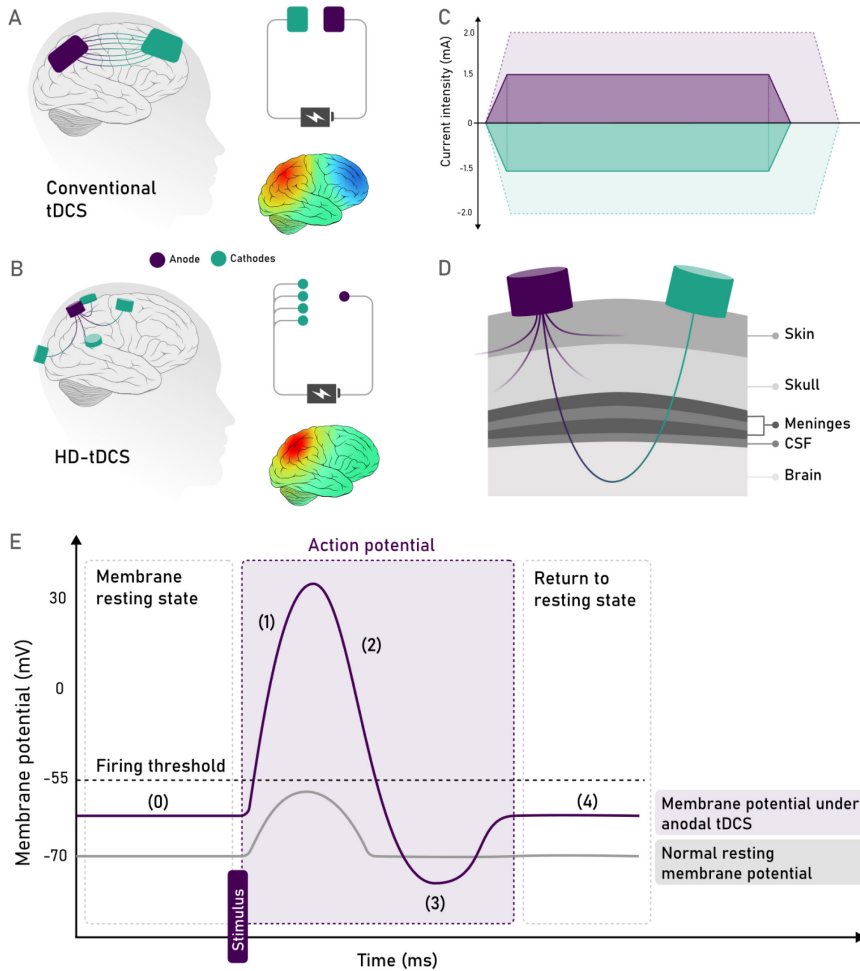 A
Conventional
tDCS
B
Anode
Cathodes
HD-tDCS
C
Current intensity (mA)
2.0
1.5
0
-1.5
-2.0
D
Skin
Skull
Meninges
CSF
Brain
E
Action potential
Membrane
resting state
Return to
resting state
Membrane potential (mV)
30
0
-55
-70
(1)
(2)
Firing threshold
(0)
(3)
(4)
Membrane potential under
anodal tDCS
Normal resting
membrane potential
Stimulus
Time (ms)